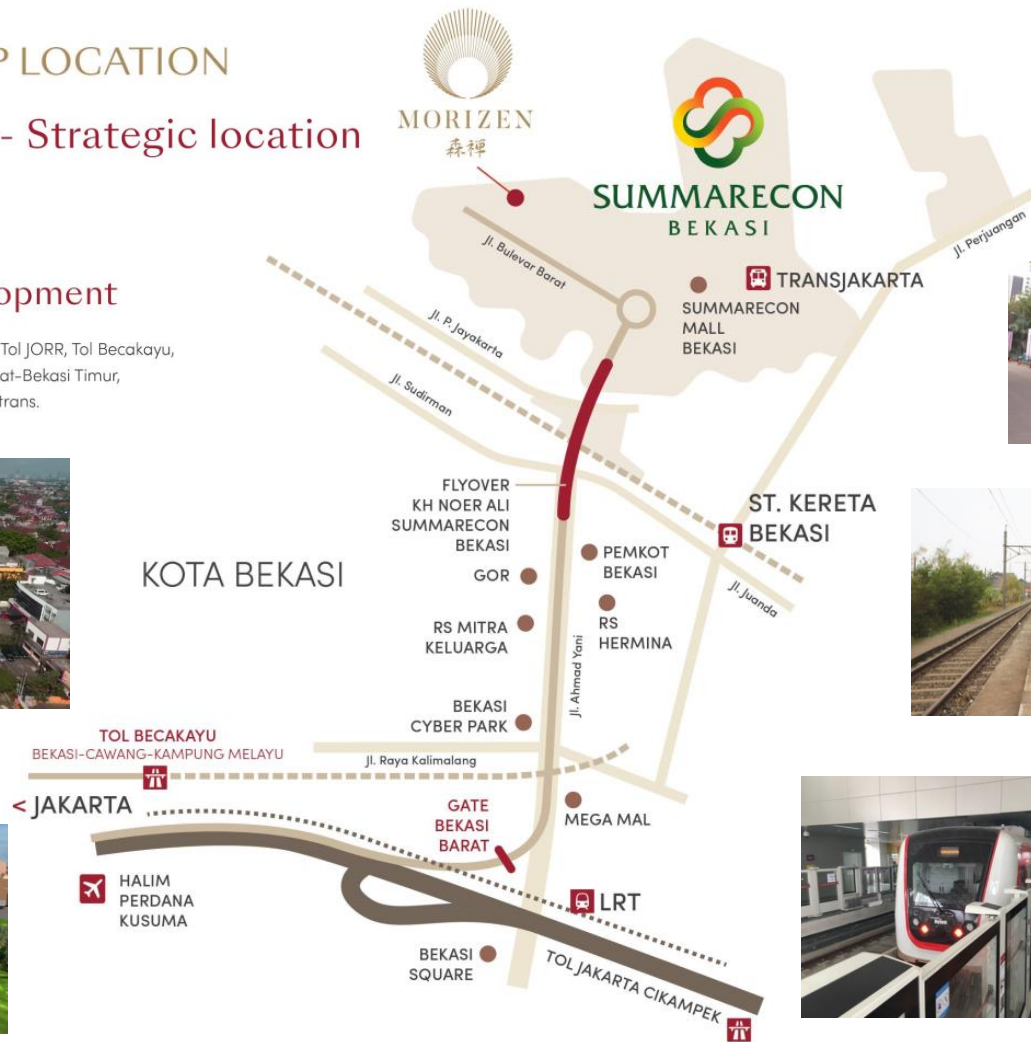 P LOCATION
- Strategic location
opment
Tol JORR, Tol Becakayu,
at-Bekasi Timur,
trans.
MORIZEN
森禅
SUMMARECON
BEKASI
Jl. Perjuangan
Jl. Bulevar Barat
TRANSJAKARTA
SUMMARECON
MALL
BEKASI
Jl. P. Jayakarta
Jl. Sudirman
FLYOVER
KH NOER ALI
SUMMARECON
BEKASI
ST. KERETA
BEKASI
KOTA BEKASI
GOR
PEMKOT
BEKASI
Jl. Juanda
RS MITRA
KELUARGA
RS
HERMINA
Jl. Ahmad Yani
BEKASI
CYBER PARK
TOL BECAKAYU
BEKASI-CAWANG-KAMPUNG MELAYU
Jl. Raya Kalimalang
< JAKARTA
GATE
BEKASI
BARAT
MEGA MAL
HALIM
PERDANA
KUSUMA
LRT
BEKASI
SQUARE
TOL JAKARTA CIKAMPEK